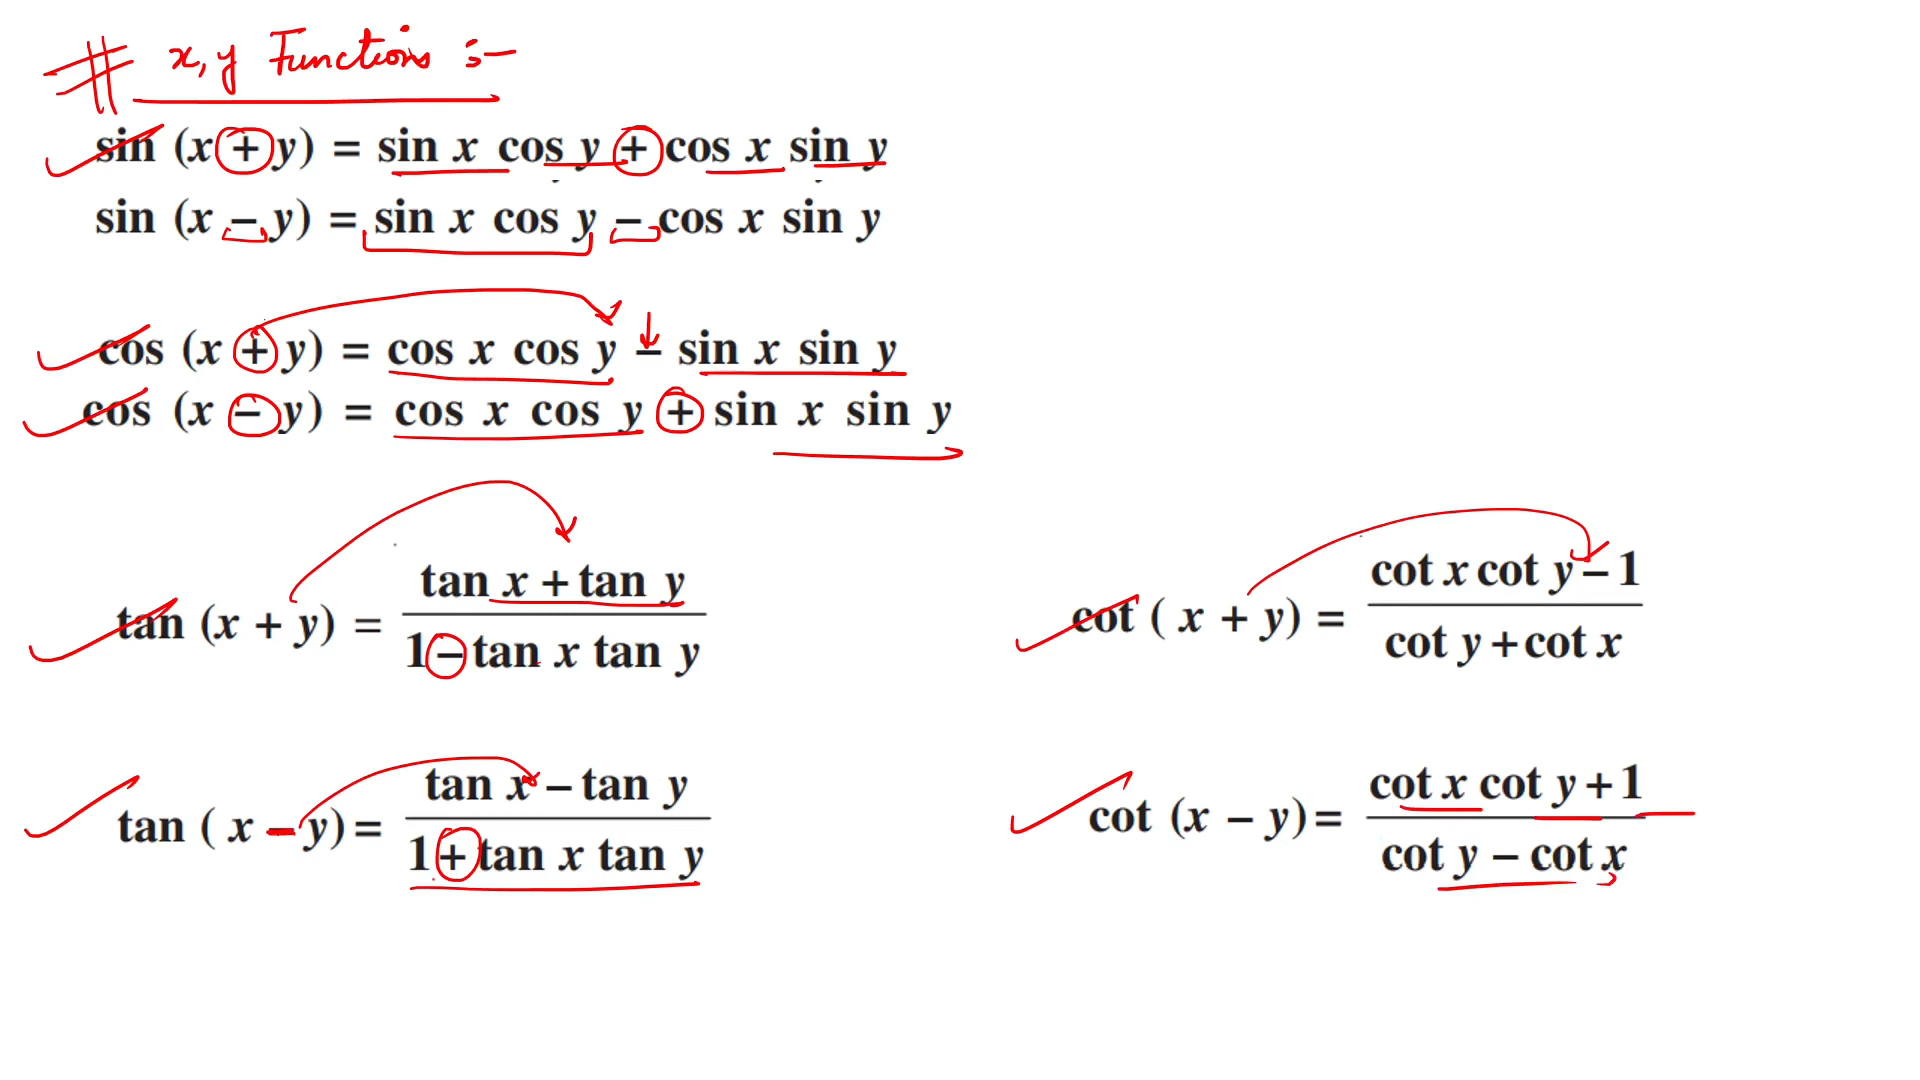 # x, y Functions :-
sin (x + y) = sin x cos y + cos x sin y
sin (x − y) = sin x cos y − cos x sin y
cos (x + y) = cos x cos y − sin x sin y
cos (x − y) = cos x cos y + sin x sin y
tan (x + y) = (tan x + tan y) / (1 − tan x tan y)
cot ( x + y) = (cot x cot y − 1) / (cot y + cot x)
tan ( x − y) = (tan x − tan y) / (1 + tan x tan y)
cot (x − y) = (cot x cot y + 1) / (cot y − cot x)